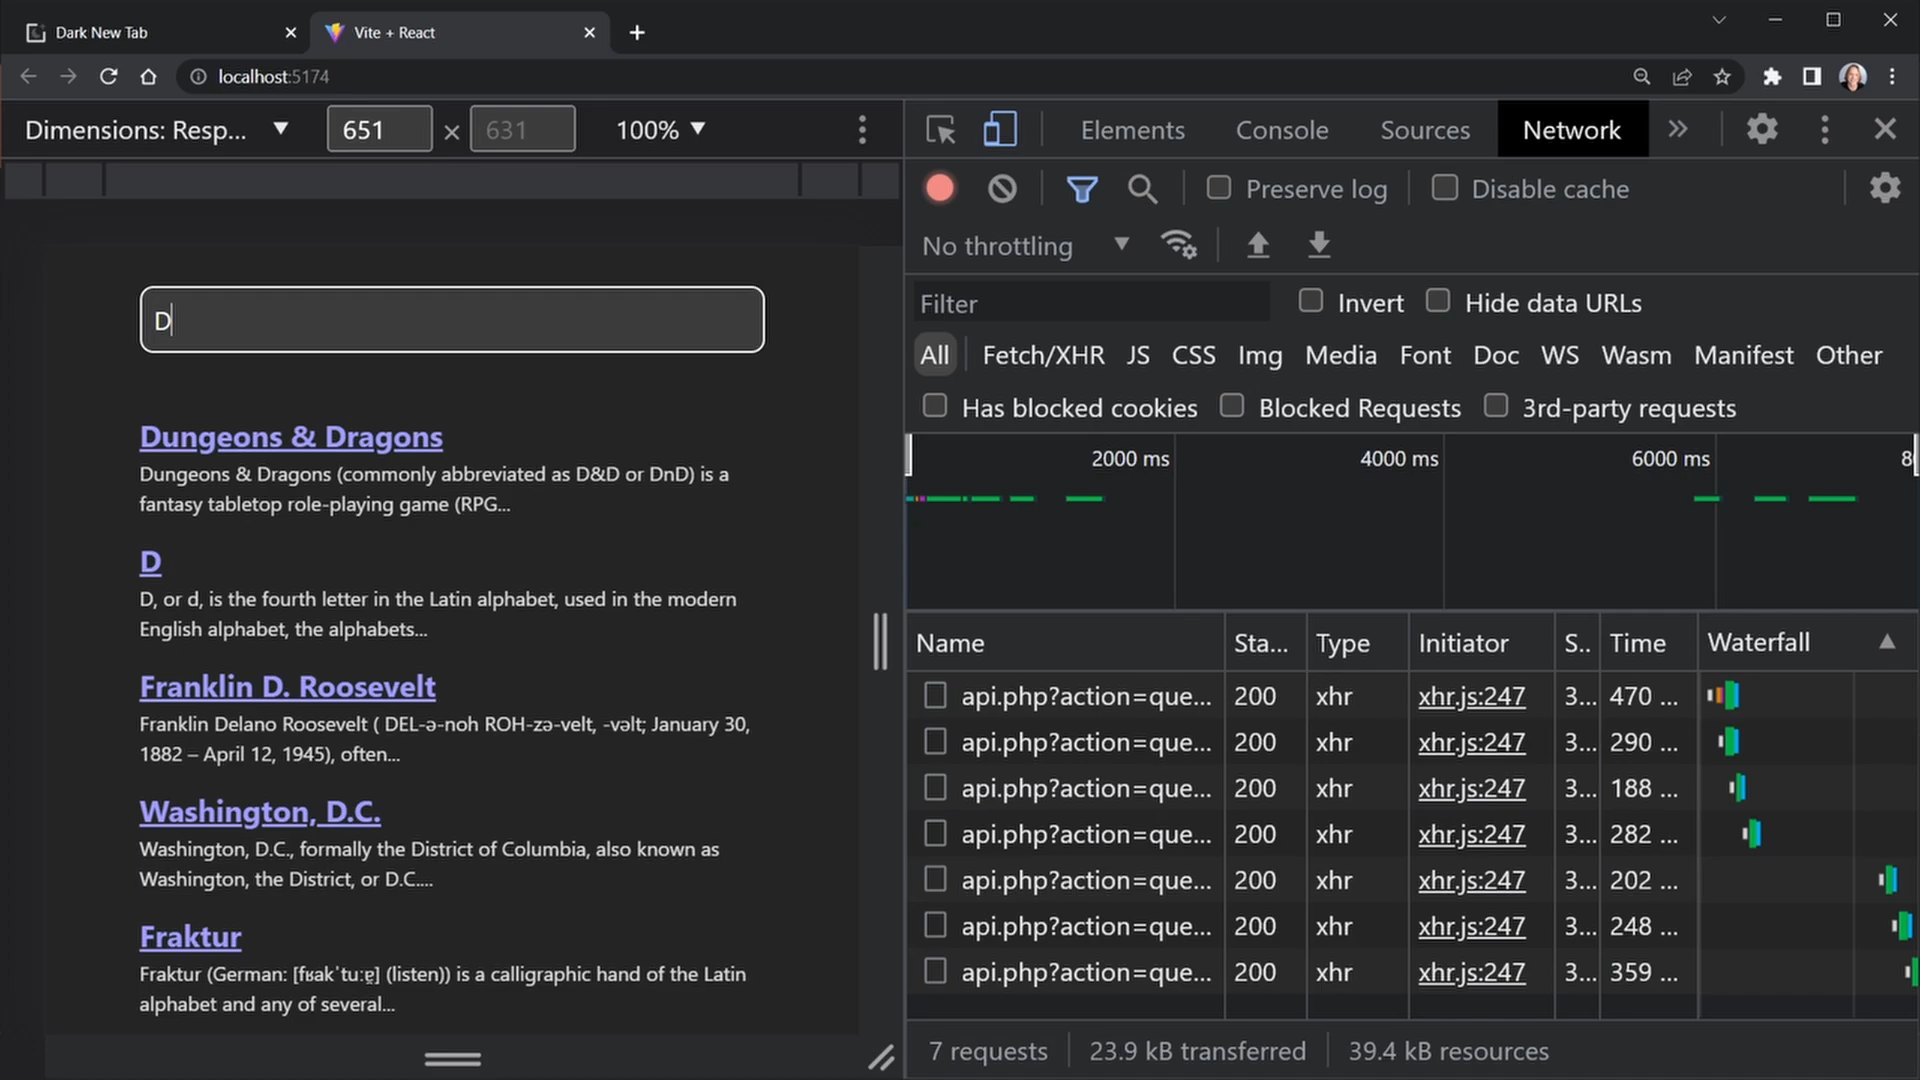 Dark New Tab
Vite + React
localhost:5174
Dimensions: Resp...
651
×
631
100%
Elements
Console
Sources
Network
Preserve log
Disable cache
No throttling
Filter
Invert
Hide data URLs
All
Fetch/XHR
JS
CSS
Img
Media
Font
Doc
WS
Wasm
Manifest
Other
Has blocked cookies
Blocked Requests
3rd-party requests
2000 ms
4000 ms
6000 ms
8
D
Dungeons & Dragons
Dungeons & Dragons (commonly abbreviated as D&D or DnD) is a
fantasy tabletop role-playing game (RPG...
D
D, or d, is the fourth letter in the Latin alphabet, used in the modern
English alphabet, the alphabets...
Franklin D. Roosevelt
Franklin Delano Roosevelt ( DEL-ə-noh ROH-zə-velt, -vəlt; January 30,
1882 – April 12, 1945), often...
Washington, D.C.
Washington, D.C., formally the District of Columbia, also known as
Washington, the District, or D.C....
Fraktur
Fraktur (German: [fʁakˈtuːɐ̯] (listen)) is a calligraphic hand of the Latin
alphabet and any of several...
Name Sta... Type Initiator S.. Time Waterfall
api.php?action=que... 200 xhr xhr.js:247 3... 470 ...
api.php?action=que... 200 xhr xhr.js:247 3... 290 ...
api.php?action=que... 200 xhr xhr.js:247 3... 188 ...
api.php?action=que... 200 xhr xhr.js:247 3... 282 ...
api.php?action=que... 200 xhr xhr.js:247 3... 202 ...
api.php?action=que... 200 xhr xhr.js:247 3... 248 ...
api.php?action=que... 200 xhr xhr.js:247 3... 359 ...
7 requests
23.9 kB transferred
39.4 kB resources